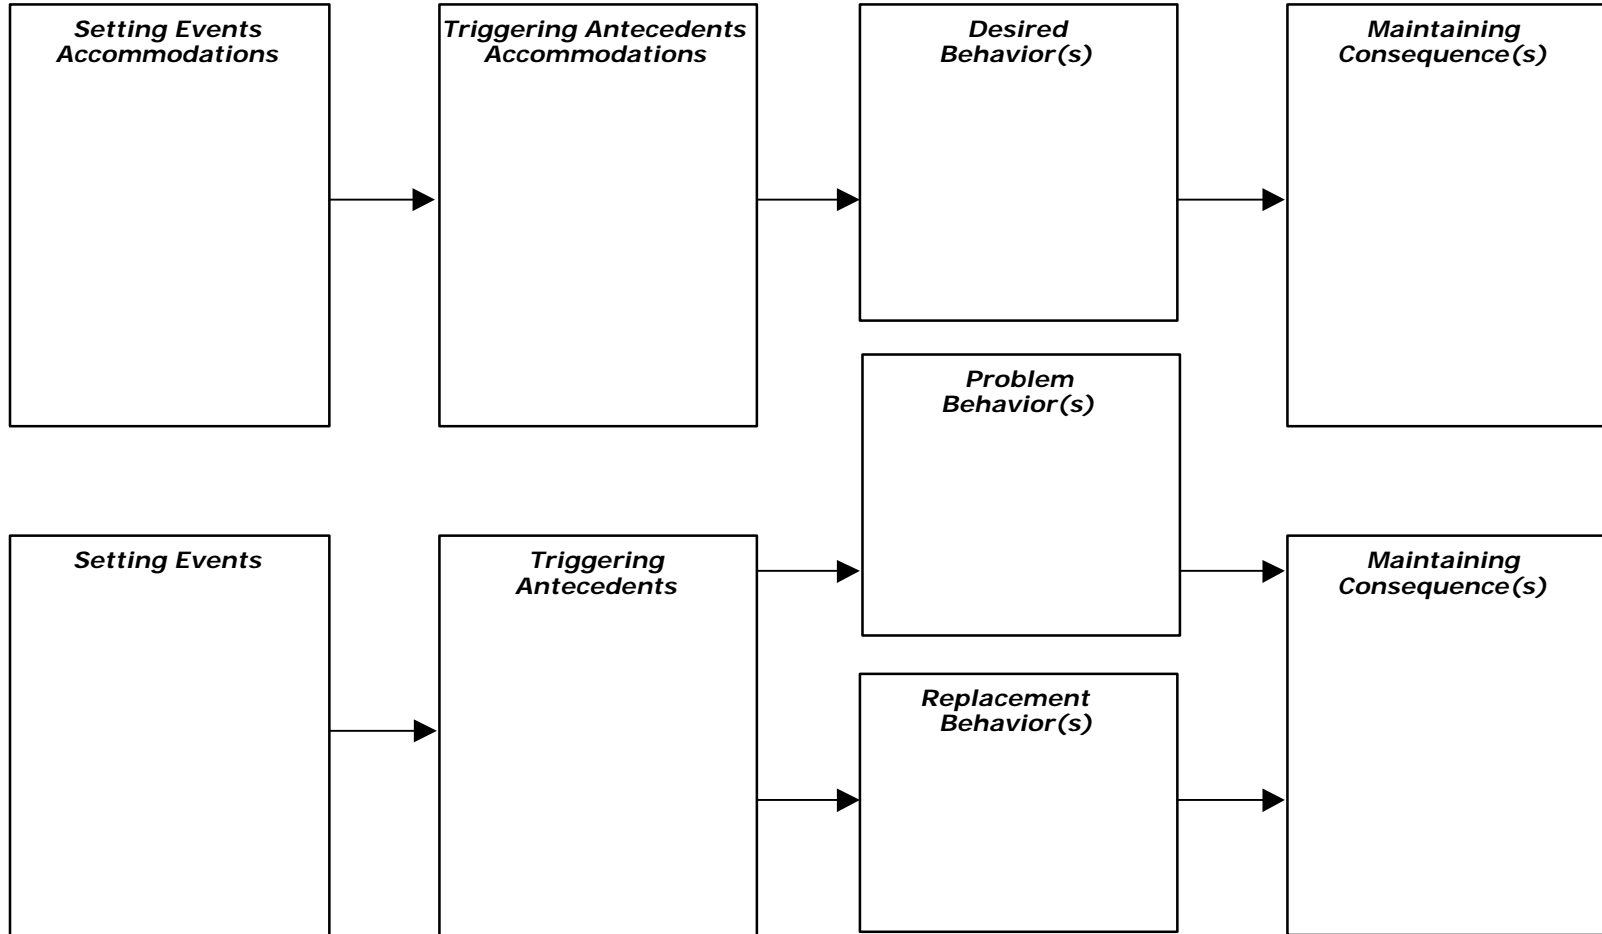 Setting Events
Accommodations
Triggering Antecedents
Accommodations
Desired
Behavior(s)
Maintaining
Consequence(s)
Problem
Behavior(s)
Setting Events
Triggering
Antecedents
Maintaining
Consequence(s)
Replacement
Behavior(s)